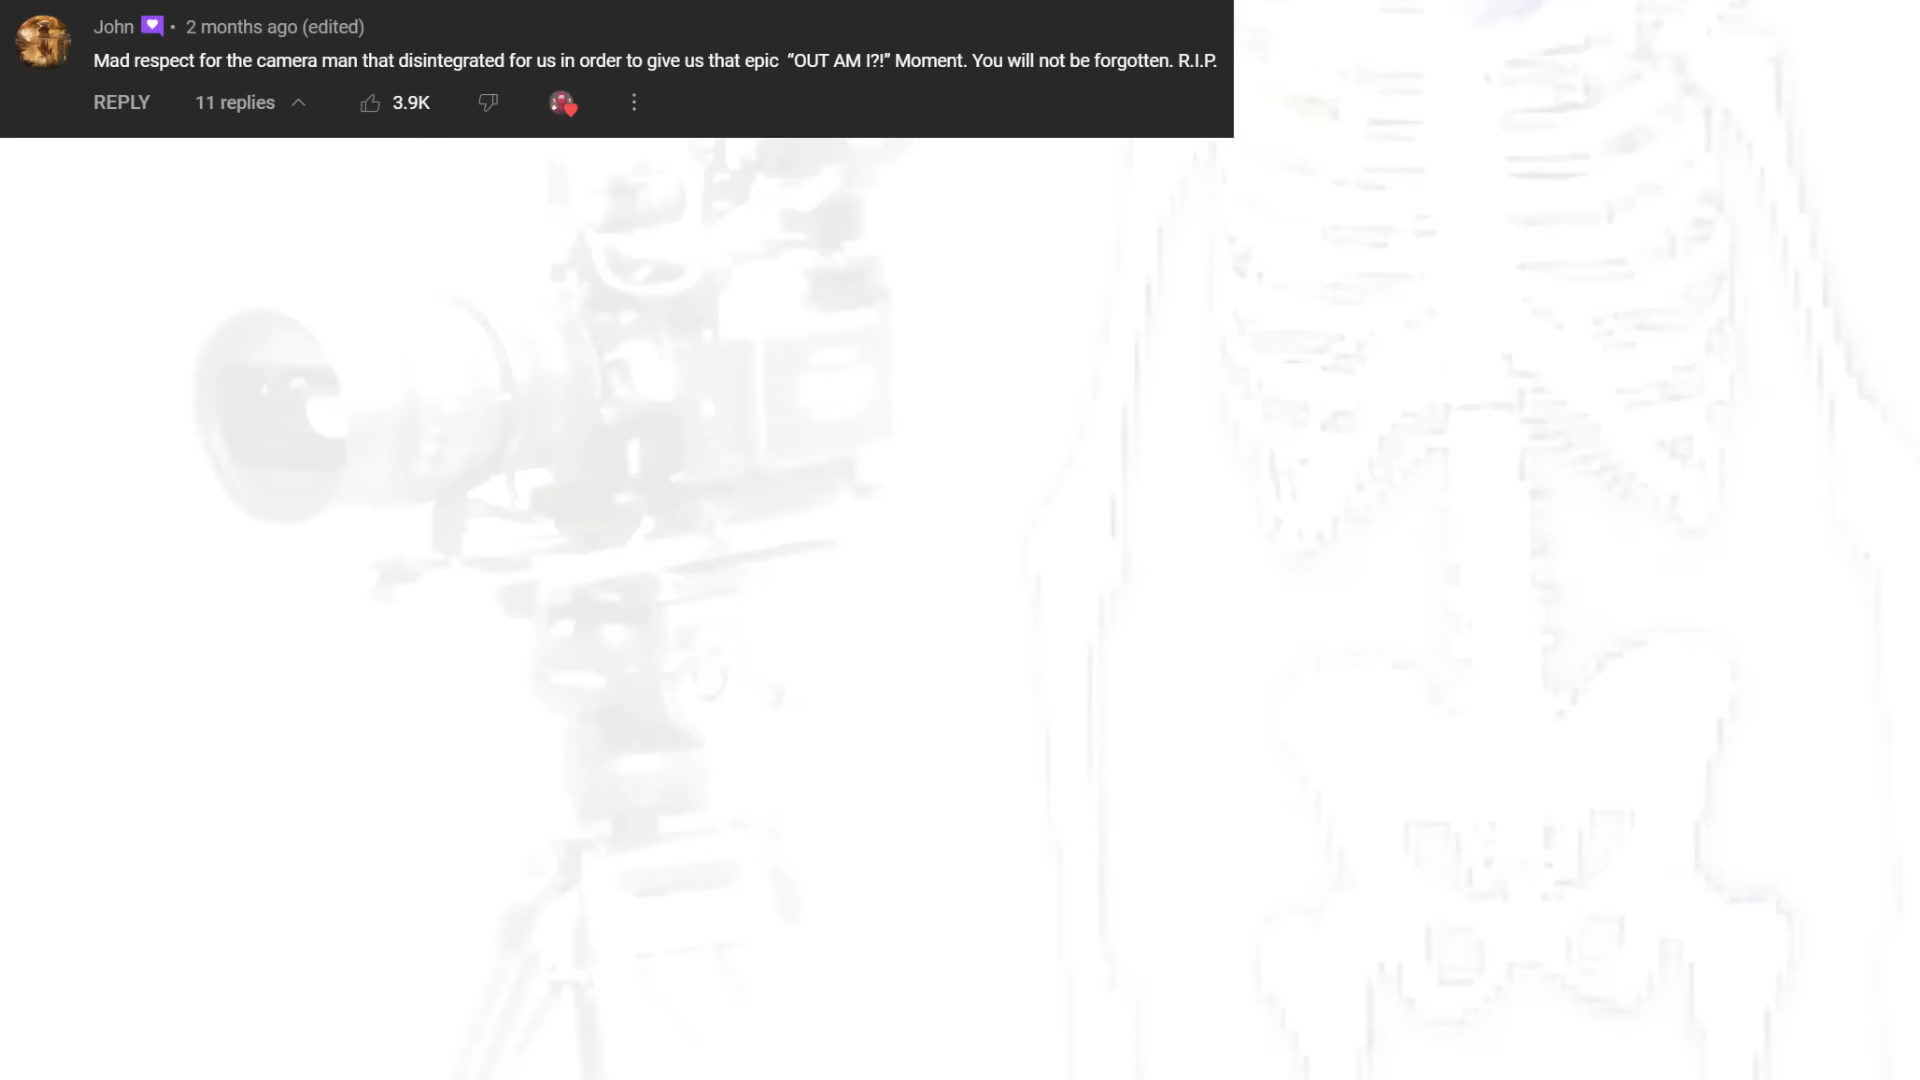 John • 2 months ago (edited)
Mad respect for the camera man that disintegrated for us in order to give us that epic “OUT AM I?!” Moment. You will not be forgotten. R.I.P.
REPLY 11 replies 3.9K